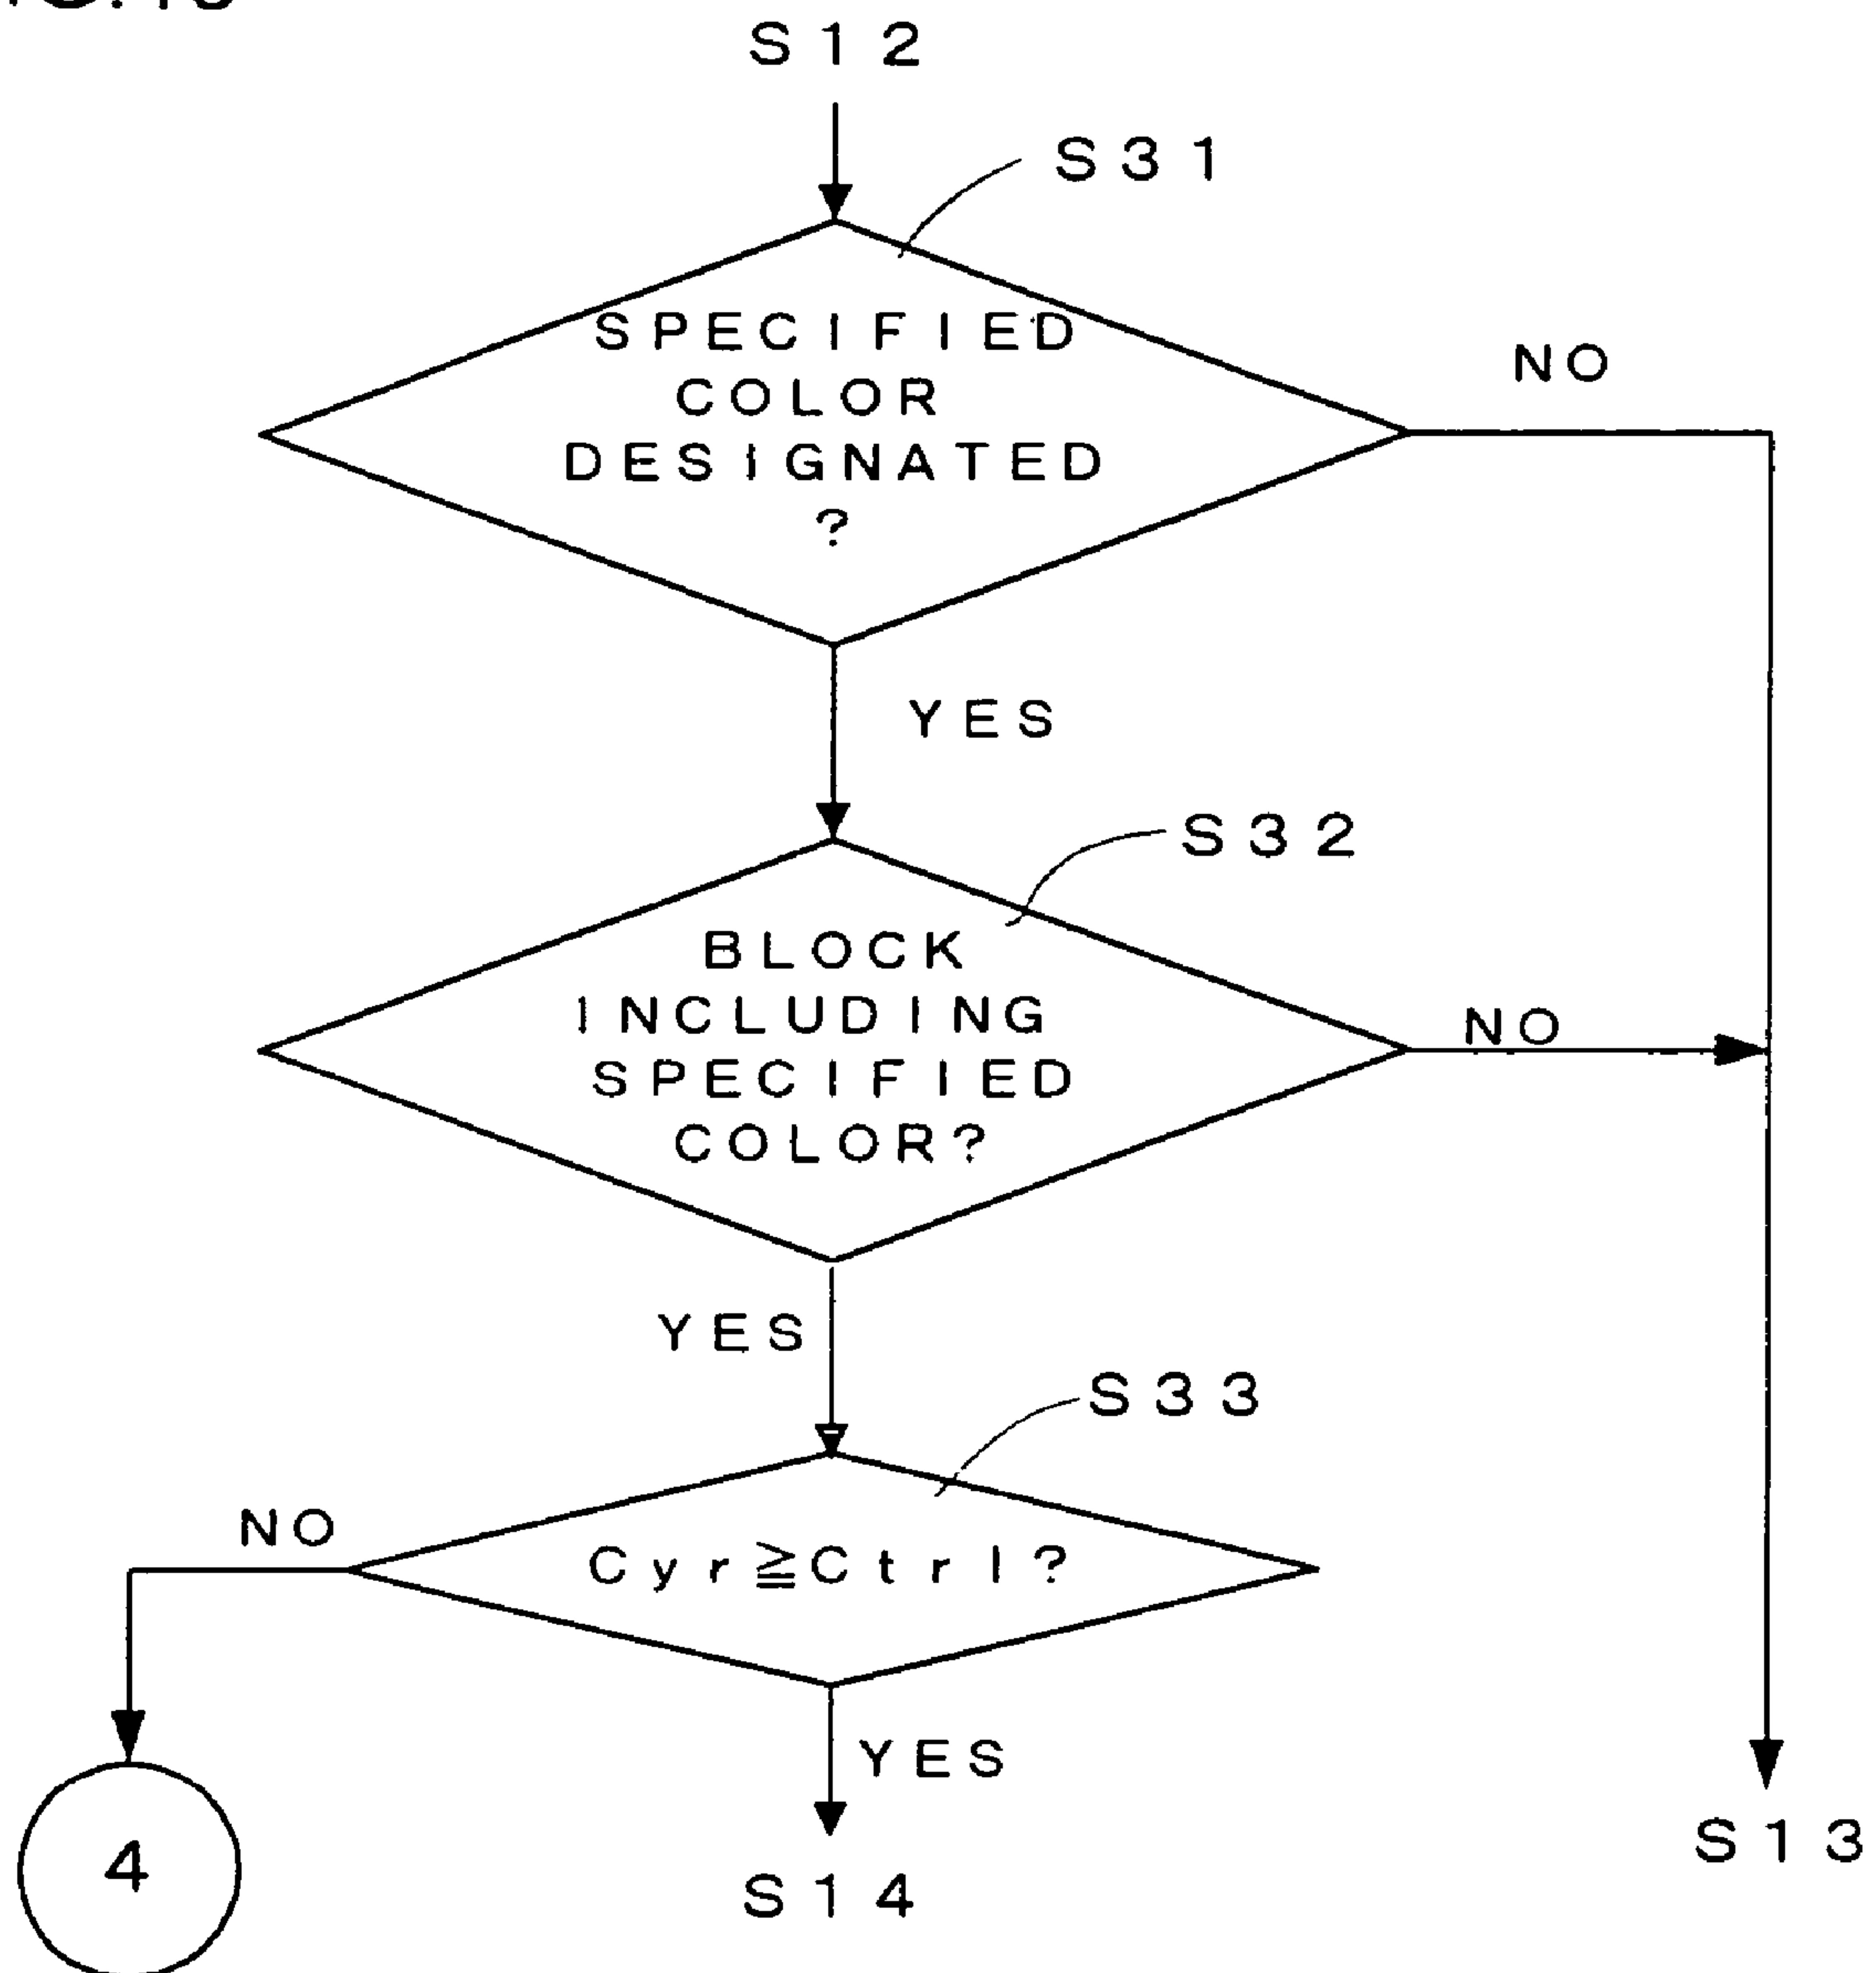 S12
S31
SPECIFIED
COLOR
DESIGNATED
?
NO
YES
S32
BLOCK
INCLUDING
SPECIFIED
COLOR?
NO
YES
S33
NO
Cyr≧Ctrl?
YES
4
S14
S13